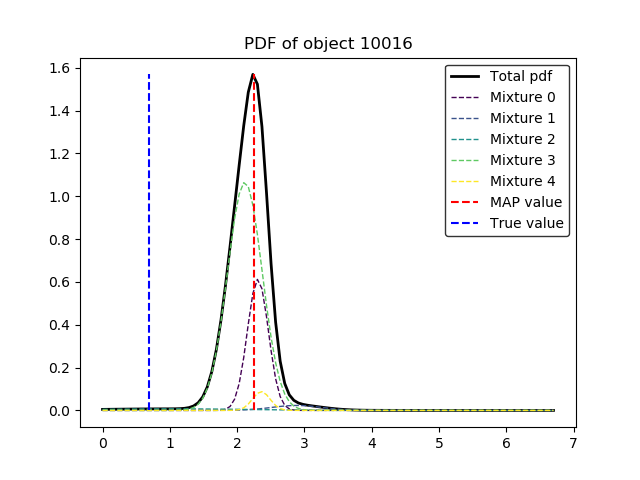 PDF of object 10016
1.6
1.4
1.2
1.0
0.8
0.6
0.4
0.2
0.0
0 1 2 3 4 5 6 7
Total pdf
Mixture 0
Mixture 1
Mixture 2
Mixture 3
Mixture 4
MAP value
True value